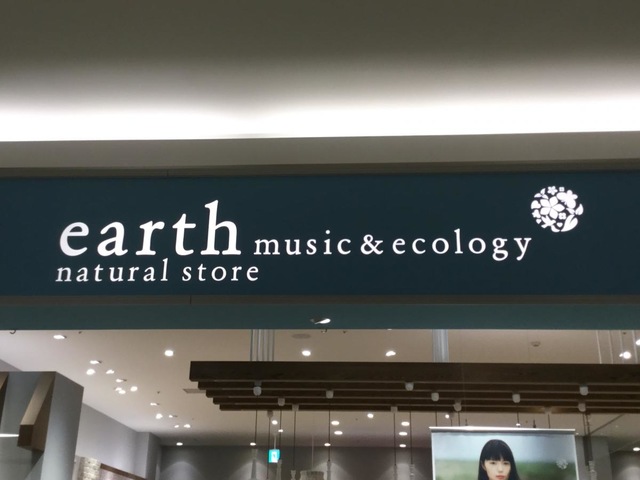 earth music & ecology
natural store